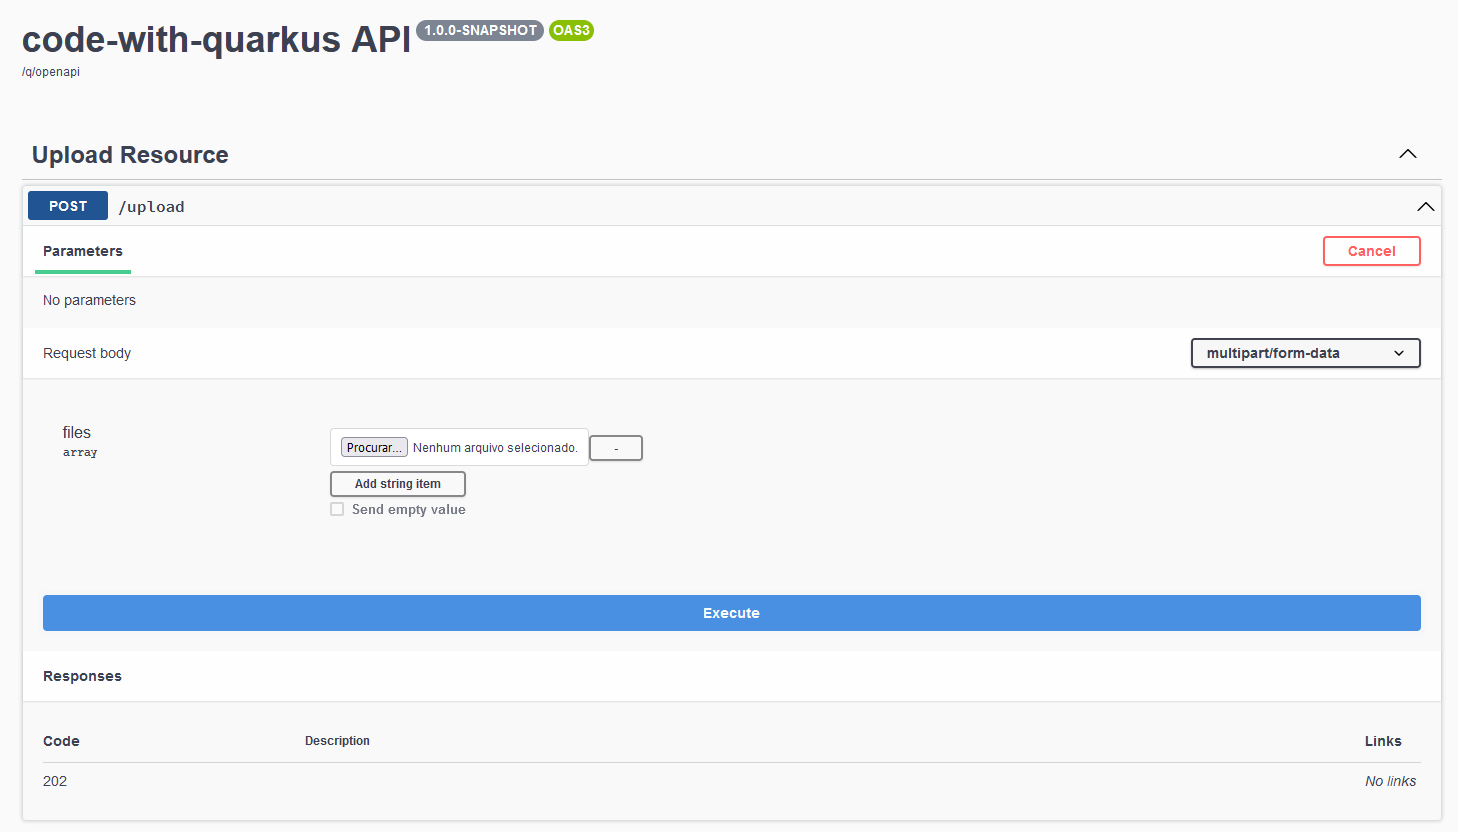 code-with-quarkus API 1.0.0-SNAPSHOT OAS3
/q/openapi
Upload Resource
POST /upload
Parameters Cancel
No parameters
Request body multipart/form-data
files
array
Procurar... Nenhum arquivo selecionado. -
Add string item
Send empty value
Execute
Responses
Code Description Links
202 No links